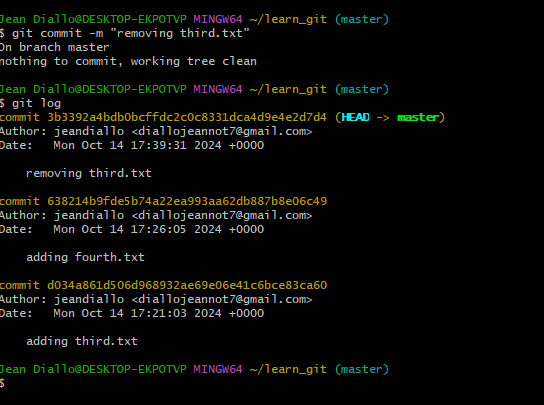 Jean Diallo@DESKTOP-EKPOTVP MINGW64 ~/learn_git (master)
$ git commit -m "removing third.txt"
On branch master
nothing to commit, working tree clean
Jean Diallo@DESKTOP-EKPOTVP MINGW64 ~/learn_git (master)
$ git log
commit 3b3392a4bdb0bcffdc2c0c8331dca4d9e4e2d7d4 (HEAD -> master)
Author: jeandiallo <diallojeannot7@gmail.com>
Date:   Mon Oct 14 17:39:31 2024 +0000
    removing third.txt
commit 638214b9fde5b74a22ea993aa62db887b8e06c49
Author: jeandiallo <diallojeannot7@gmail.com>
Date:   Mon Oct 14 17:26:05 2024 +0000
    adding fourth.txt
commit d034a861d506d968932ae69e06e41c6bce83ca60
Author: jeandiallo <diallojeannot7@gmail.com>
Date:   Mon Oct 14 17:21:03 2024 +0000
    adding third.txt
Jean Diallo@DESKTOP-EKPOTVP MINGW64 ~/learn_git (master)
$